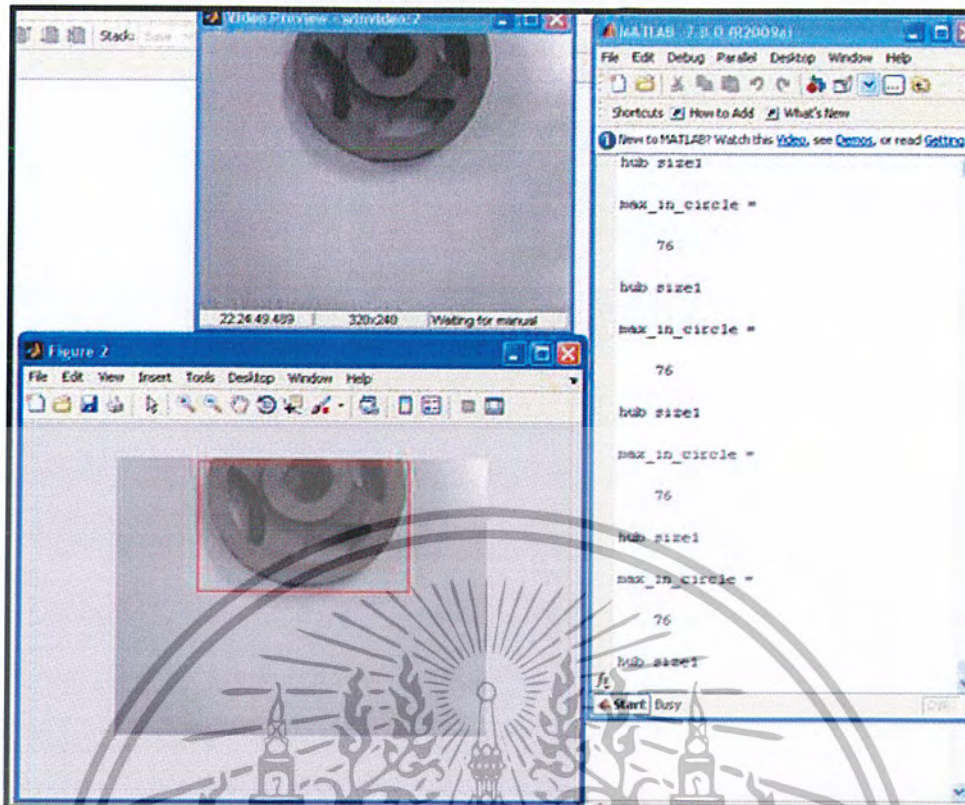 Stack: Save
Video Preview - winvideo:2
22:24:49.489 320x240 Waiting for manual
Figure 2
File Edit View Insert Tools Desktop Window Help
MATLAB 7.8.0 (R2009a)
File Edit Debug Parallel Desktop Window Help
Shortcuts How to Add What's New
New to MATLAB? Watch this Video, see Demos, or read Getting
hub size1
max_in_circle =
76
hub size1
max_in_circle =
76
hub size1
max_in_circle =
76
hub size1
max_in_circle =
76
hub size1
Start Busy
OVR